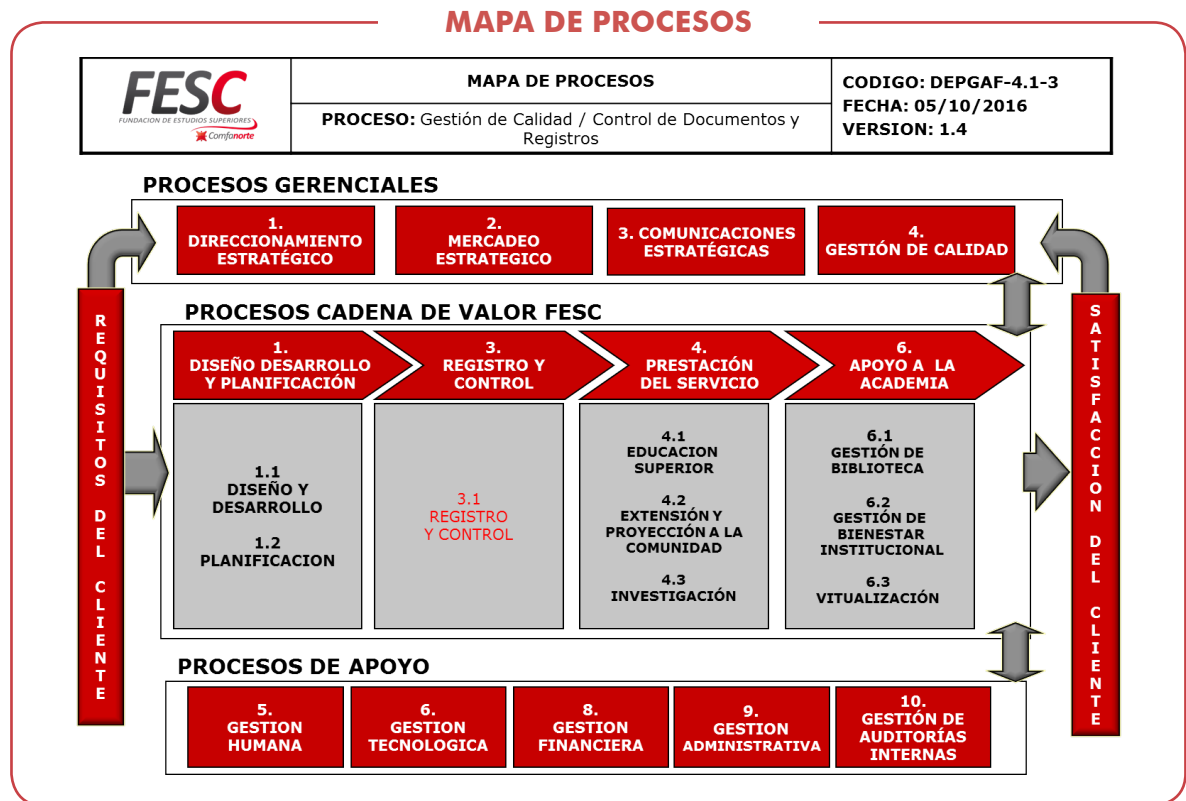 MAPA DE PROCESOS
FESC
FUNDACION DE ESTUDIOS SUPERIORES
Comfanorte
MAPA DE PROCESOS
PROCESO: Gestión de Calidad / Control de Documentos y
Registros
CODIGO: DEPGAF-4.1-3
FECHA: 05/10/2016
VERSION: 1.4
PROCESOS GERENCIALES
1.
DIRECCIONAMIENTO
ESTRATÉGICO
2.
MERCADEO
ESTRATEGICO
3. COMUNICACIONES
ESTRATÉGICAS
4.
GESTIÓN DE CALIDAD
REQUISITOS DEL CLIENTE
PROCESOS CADENA DE VALOR FESC
1.
DISEÑO DESARROLLO
Y PLANIFICACIÓN
3.
REGISTRO Y
CONTROL
4.
PRESTACIÓN
DEL SERVICIO
6.
APOYO A LA
ACADEMIA
1.1
DISEÑO Y
DESARROLLO
1.2
PLANIFICACION
3.1
REGISTRO
Y CONTROL
4.1
EDUCACION
SUPERIOR
4.2
EXTENSIÓN Y
PROYECCIÓN A LA
COMUNIDAD
4.3
INVESTIGACIÓN
6.1
GESTIÓN DE
BIBLIOTECA
6.2
GESTIÓN DE
BIENESTAR
INSTITUCIONAL
6.3
VITUALIZACIÓN
SATISFACCION DEL CLIENTE
PROCESOS DE APOYO
5.
GESTION
HUMANA
6.
GESTION
TECNOLOGICA
8.
GESTION
FINANCIERA
9.
GESTION
ADMINISTRATIVA
10.
GESTIÓN DE
AUDITORÍAS
INTERNAS